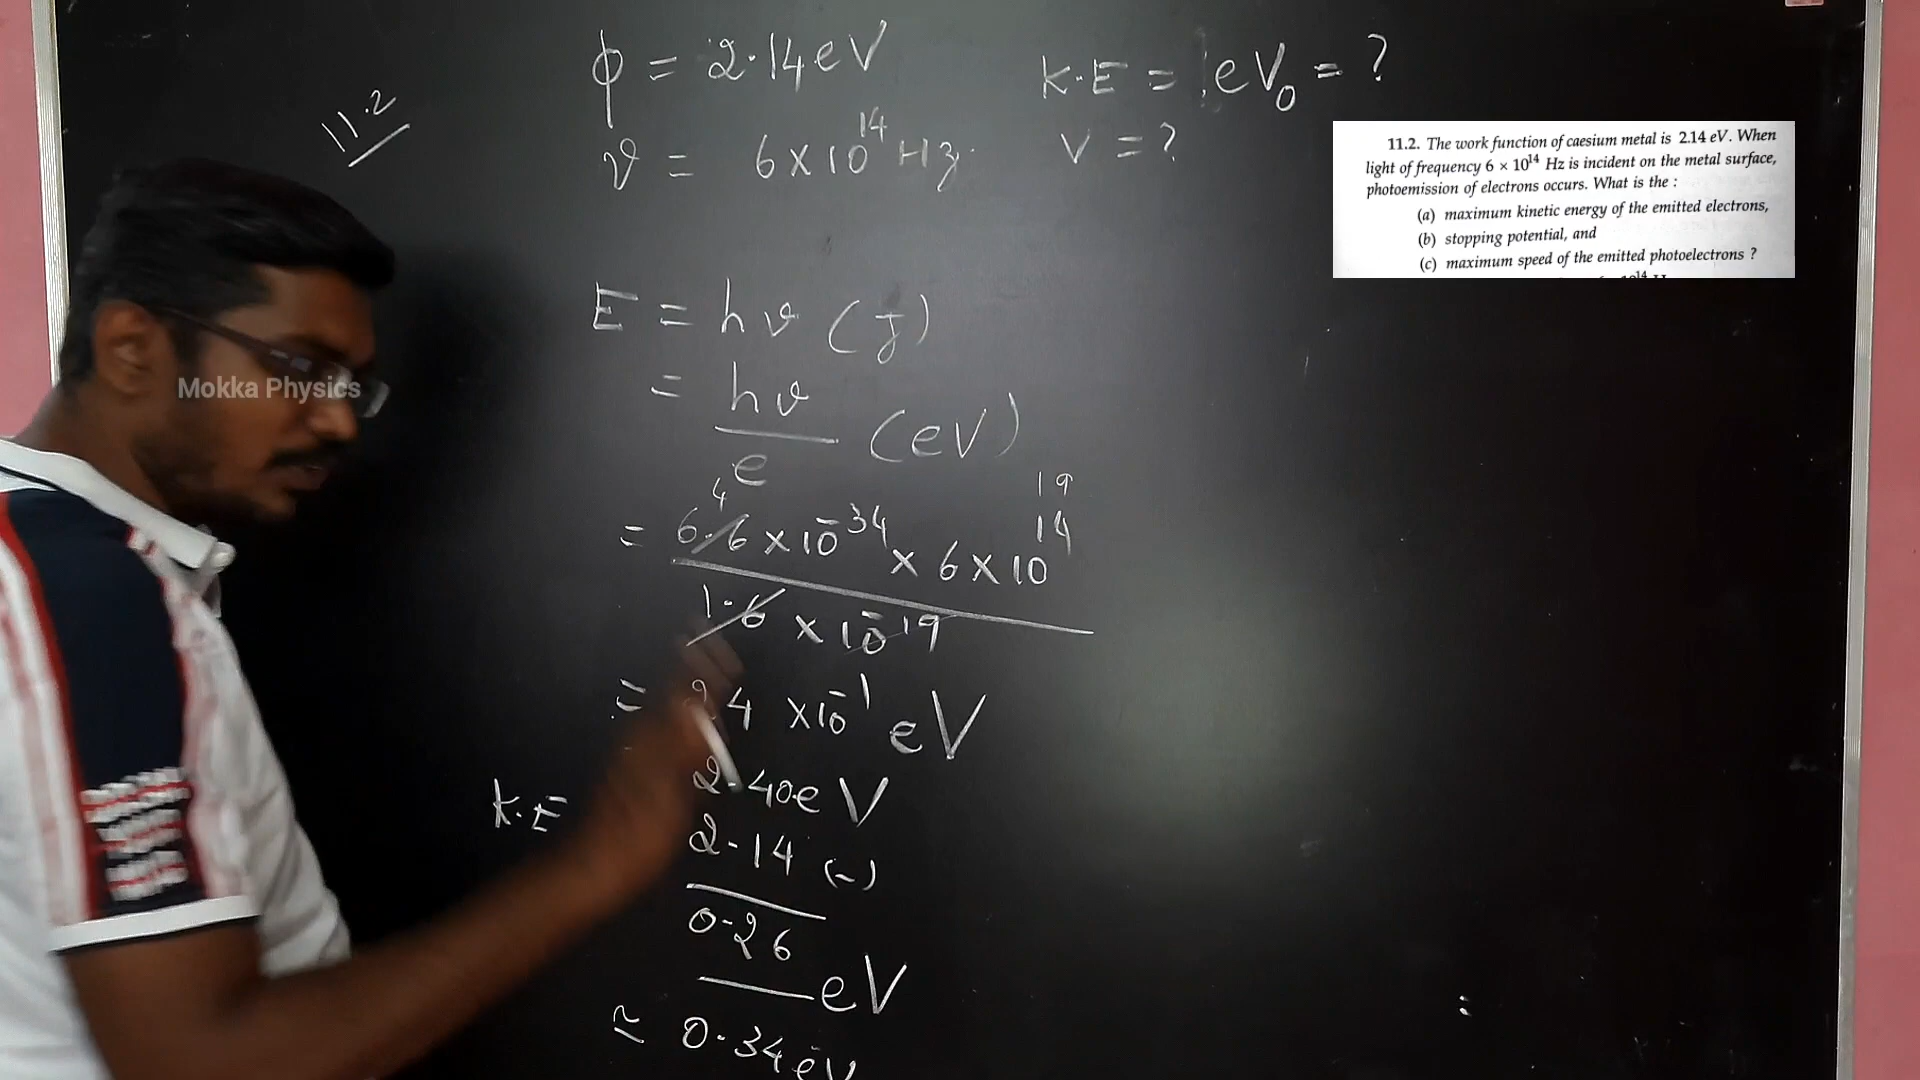 11.2
ϕ = 2.14 eV
ν = 6 x 10^14 Hz.
K.E = eV₀ = ?
V = ?
11.2. The work function of caesium metal is 2.14 eV. When
light of frequency 6 × 10^14 Hz is incident on the metal surface,
photoemission of electrons occurs. What is the :
(a) maximum kinetic energy of the emitted electrons,
(b) stopping potential, and
(c) maximum speed of the emitted photoelectrons ?
E = hν (J)
= hν / e (eV)
4 19
= 6.6 x 10^-34 x 6 x 10^14
1.6 x 10^-19
= 24 x 10^-1 eV
K.E 2.40 eV
2.14 (-)
0.26 eV
≃ 0.34 eV
Mokka Physics